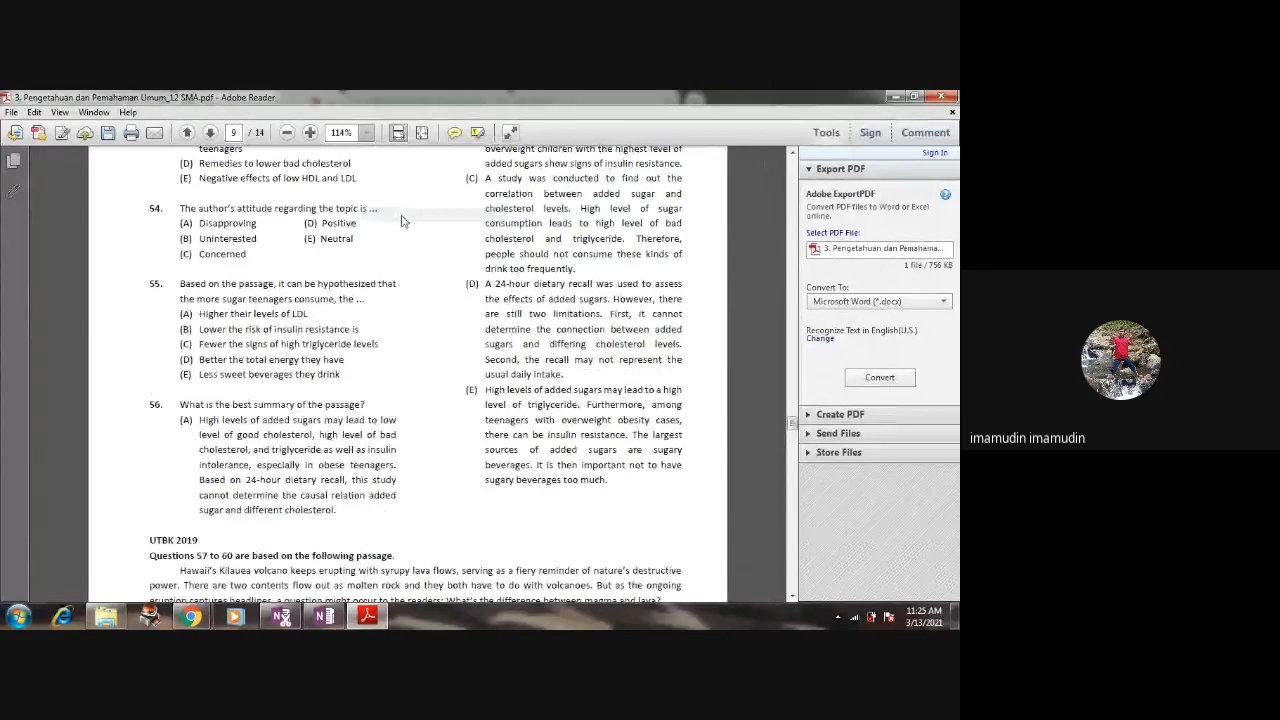 3. Pengetahuan dan Pemahaman Umum_12 SMA.pdf - Adobe Reader
File Edit View Window Help
9 / 14 114% Tools Sign Comment
teenagers
(D) Remedies to lower bad cholesterol
(E) Negative effects of low HDL and LDL
54. The author's attitude regarding the topic is ...
(A) Disapproving (D) Positive
(B) Uninterested (E) Neutral
(C) Concerned
55. Based on the passage, it can be hypothesized that
the more sugar teenagers consume, the ...
(A) Higher their levels of LDL
(B) Lower the risk of insulin resistance is
(C) Fewer the signs of high triglyceride levels
(D) Better the total energy they have
(E) Less sweet beverages they drink
56. What is the best summary of the passage?
(A) High levels of added sugars may lead to low
level of good cholesterol, high level of bad
cholesterol, and triglyceride as well as insulin
intolerance, especially in obese teenagers.
Based on 24-hour dietary recall, this study
cannot determine the causal relation added
sugar and different cholesterol.
overweight children with the highest level of
added sugars show signs of insulin resistance.
(C) A study was conducted to find out the
correlation between added sugar and
cholesterol levels. High level of sugar
consumption leads to high level of bad
cholesterol and triglyceride. Therefore,
people should not consume these kinds of
drink too frequently.
(D) A 24-hour dietary recall was used to assess
the effects of added sugars. However, there
are still two limitations. First, it cannot
determine the connection between added
sugars and differing cholesterol levels.
Second, the recall may not represent the
usual daily intake.
(E) High levels of added sugars may lead to a high
level of triglyceride. Furthermore, among
teenagers with overweight obesity cases,
there can be insulin resistance. The largest
sources of added sugars are sugary
beverages. It is then important not to have
sugary beverages too much.
UTBK 2019
Questions 57 to 60 are based on the following passage.
Hawaii's Kilauea volcano keeps erupting with syrupy lava flows, serving as a fiery reminder of nature's destructive
power. There are two contents flow out as molten rock and they both have to do with volcanoes. But as the ongoing
eruption captures headlines, a question might occur to the readers: What's the difference between magma and lava?
Sign In
Export PDF
Adobe ExportPDF
Convert PDF files to Word or Excel
online.
Select PDF File:
3. Pengetahuan dan Pemahama...
1 file / 756 KB
Convert To:
Microsoft Word (*.docx)
Recognize Text in English(U.S.)
Change
Convert
Create PDF
Send Files
Store Files
11:25 AM
3/13/2021
imamudin imamudin